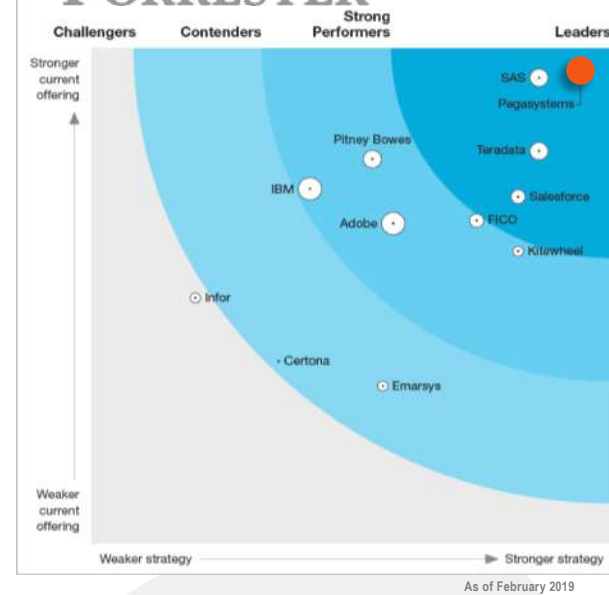 FORRESTER
Challengers
Contenders
Strong
Performers
Leaders
Stronger
current
offering
SAS
Pegasystems
Pitney Bowes
Teradata
IBM
Salesforce
Adobe
FICO
Kitewheel
Infor
Certona
Emarsys
Weaker
current
offering
Weaker strategy
Stronger strategy
As of February 2019